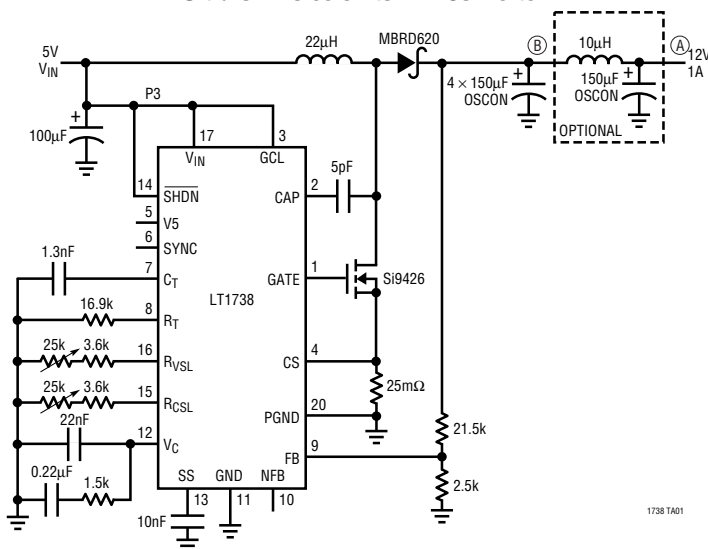 5V
VIN
22µH
MBRD620
B
10µH
A
12V
1A
4 × 150µF
OSCON
150µF
OSCON
OPTIONAL
+
+
+
100µF
P3
17
VIN
3
GCL
14
SHDN
5
V5
6
SYNC
1.3nF
7
CT
16.9k
8
RT
25k
3.6k
16
RVSL
25k
3.6k
15
RCSL
22nF
12
VC
0.22µF
1.5k
LT1738
CAP
2
5pF
GATE
1
Si9426
CS
4
25mΩ
PGND
20
FB
9
21.5k
2.5k
SS
13
GND
11
NFB
10
10nF
1738 TA01